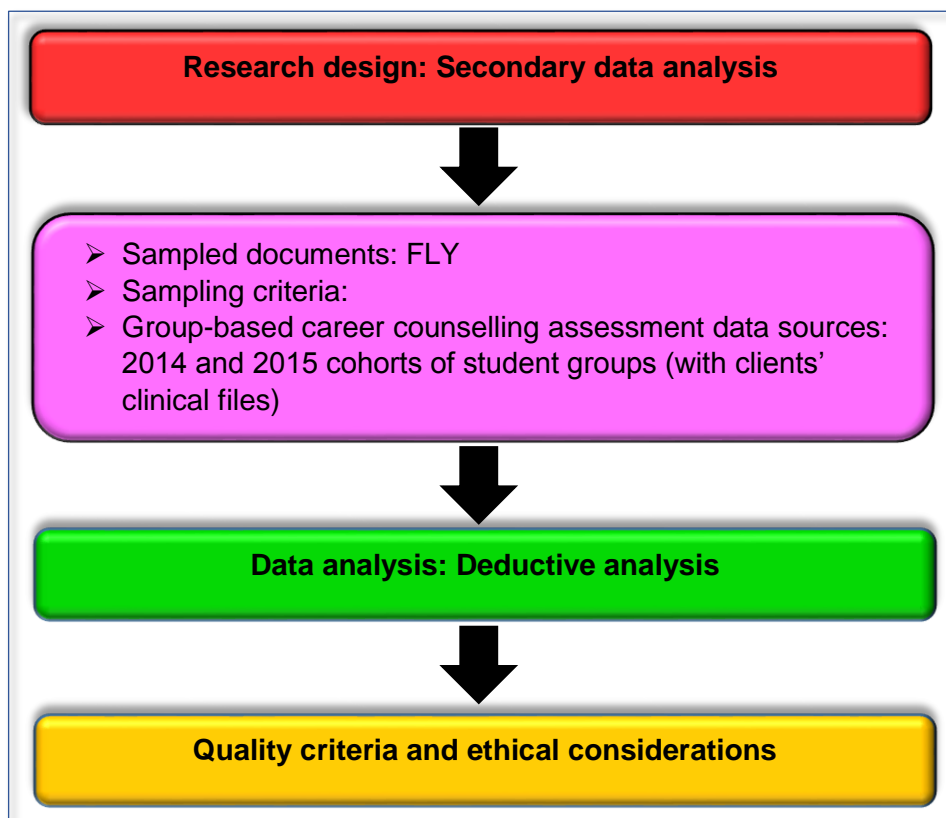 Research design: Secondary data analysis
➢ Sampled documents: FLY
➢ Sampling criteria:
➢ Group-based career counselling assessment data sources:
2014 and 2015 cohorts of student groups (with clients’
clinical files)
Data analysis: Deductive analysis
Quality criteria and ethical considerations